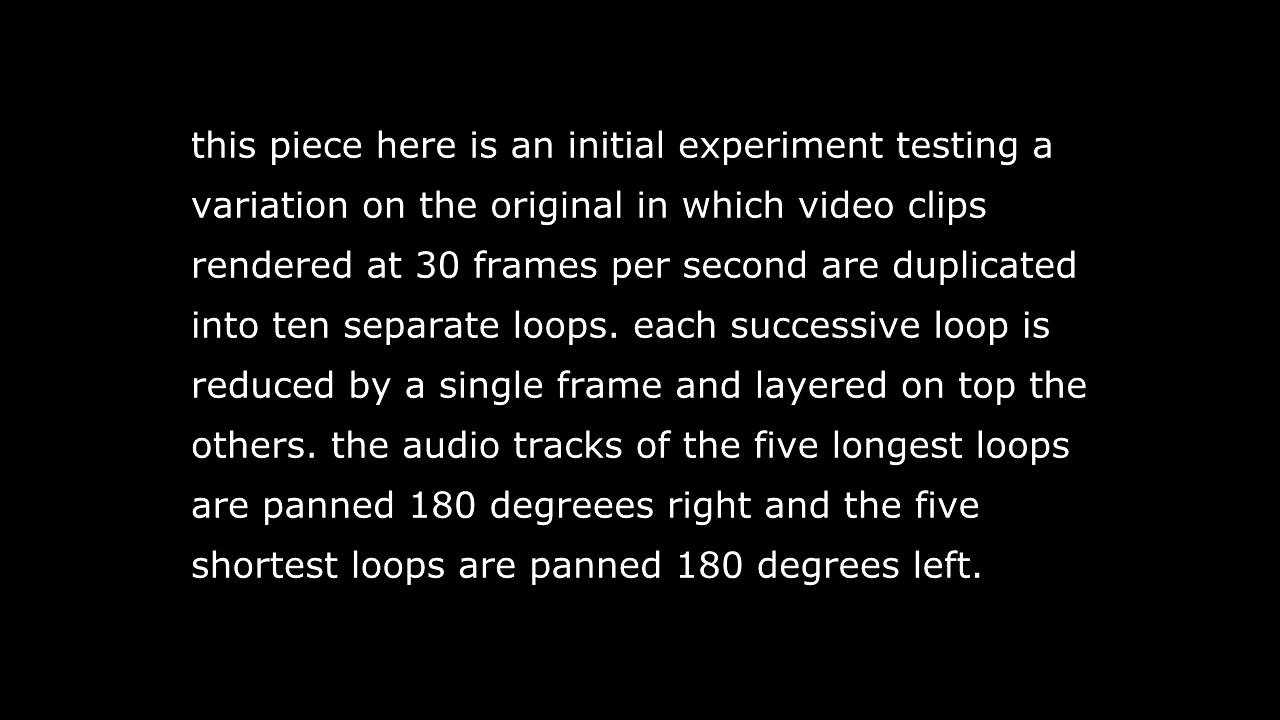 this piece here is an initial experiment testing a
variation on the original in which video clips
rendered at 30 frames per second are duplicated
into ten separate loops. each successive loop is
reduced by a single frame and layered on top the
others. the audio tracks of the five longest loops
are panned 180 degreees right and the five
shortest loops are panned 180 degrees left.